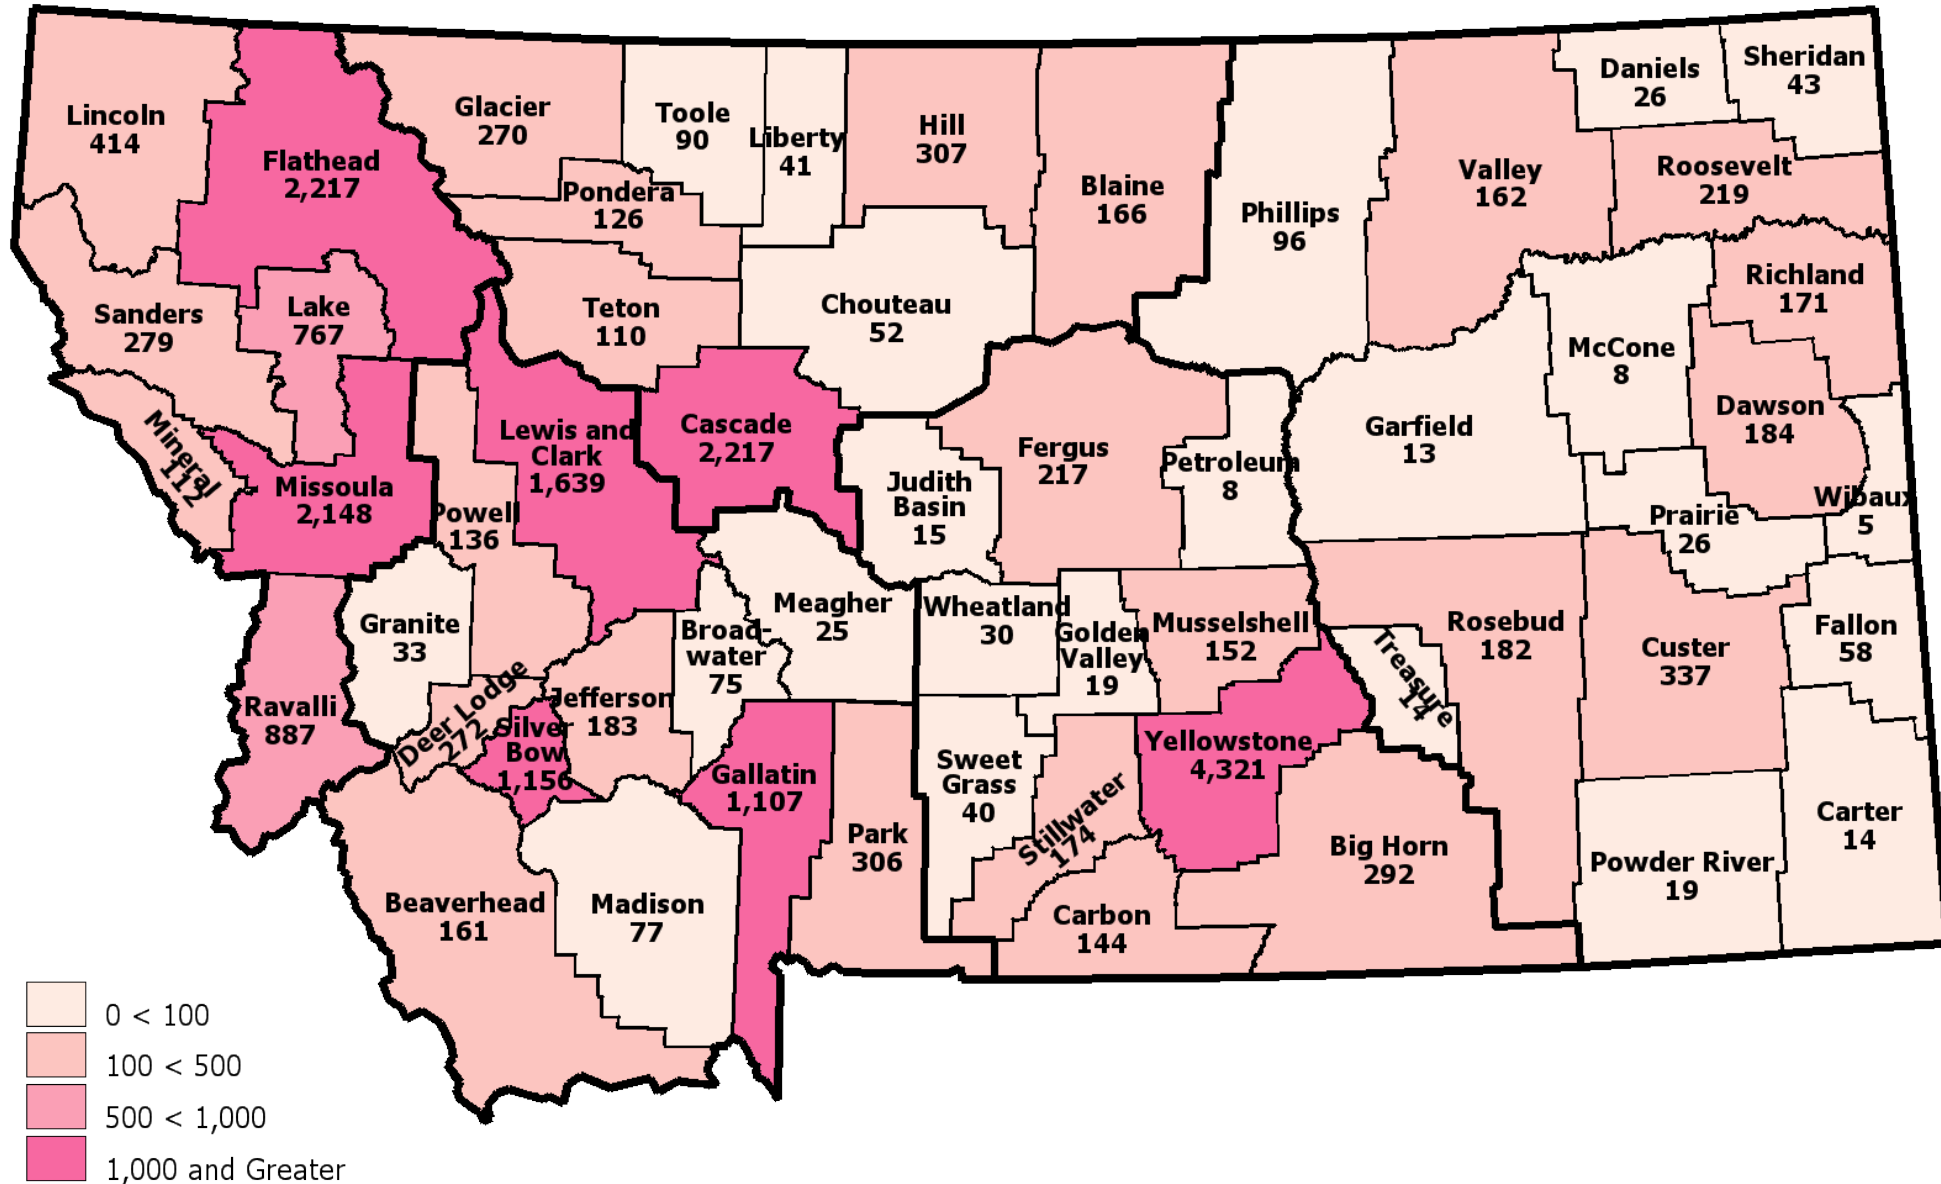 Lincoln
414
Flathead
2,217
Glacier
270
Toole
90
Liberty
41
Hill
307
Blaine
166
Phillips
96
Valley
162
Daniels
26
Sheridan
43
Roosevelt
219
Pondera
126
Sanders
279
Lake
767
Teton
110
Chouteau
52
Richland
171
McCone
8
Garfield
13
Dawson
184
Mineral
112
Missoula
2,148
Powell
136
Lewis and
Clark
1,639
Cascade
2,217
Judith
Basin
15
Fergus
217
Petroleum
8
Prairie
26
Wibaux
5
Granite
33
Ravalli
887
Deer Lodge
272
Silver
Bow
1,156
Jefferson
183
Broad-
water
75
Meagher
25
Wheatland
30
Golden
Valley
19
Musselshell
152
Treasure
14
Rosebud
182
Custer
337
Fallon
58
Beaverhead
161
Madison
77
Gallatin
1,107
Park
306
Sweet
Grass
40
Stillwater
174
Yellowstone
4,321
Carbon
144
Big Horn
292
Powder River
19
Carter
14
0 < 100
100 < 500
500 < 1,000
1,000 and Greater